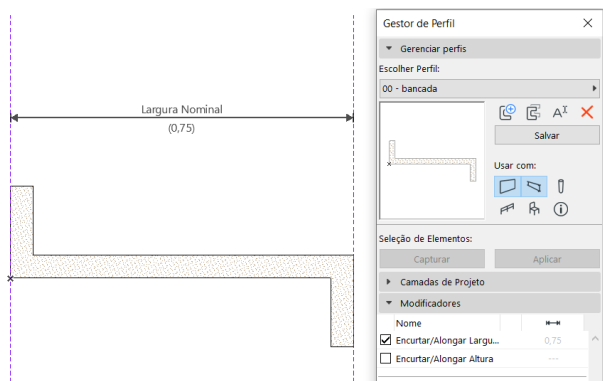 Gestor de Perfil
Gerenciar perfis
Escolher Perfil:
00 - bancada
Salvar
Usar com:
Seleção de Elementos:
Capturar
Aplicar
Camadas de Projeto
Modificadores
Nome
Encurtar/Alongar Largu...
0,75
Encurtar/Alongar Altura
---
Largura Nominal
(0,75)